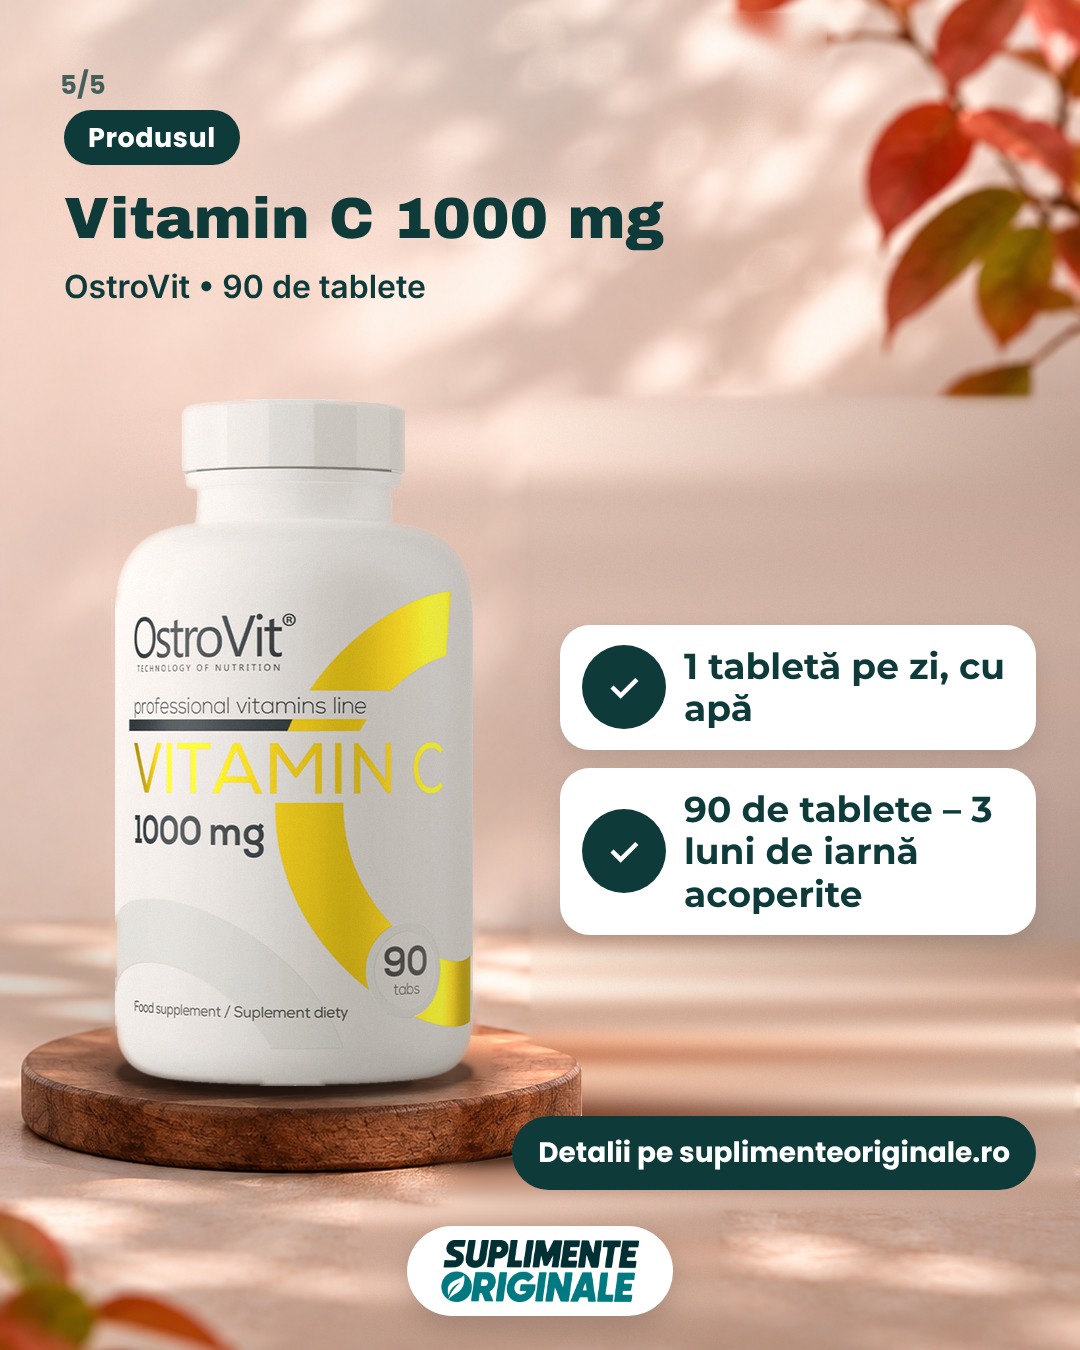 5/5
Produsul
Vitamin C 1000 mg
OstroVit • 90 de tablete
OstroVit®
TECHNOLOGY OF NUTRITION
professional vitamins line
VITAMIN C
1000 mg
90
tabs
Food supplement / Suplement diety
1 tabletă pe zi, cu
apă
90 de tablete – 3
luni de iarnă
acoperite
Detalii pe suplimenteoriginale.ro
SUPLIMENTE
ORIGINALE